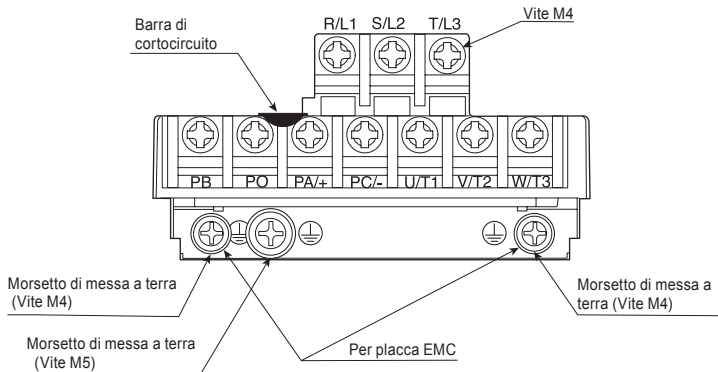 R/L1 S/L2 T/L3
Vite M4
Barra di
cortocircuito
PB PO PA/+ PC/- U/T1 V/T2 W/T3
Morsetto di messa a terra
(Vite M4)
Morsetto di messa a
terra (Vite M4)
Morsetto di messa a terra
(Vite M5)
Per placca EMC